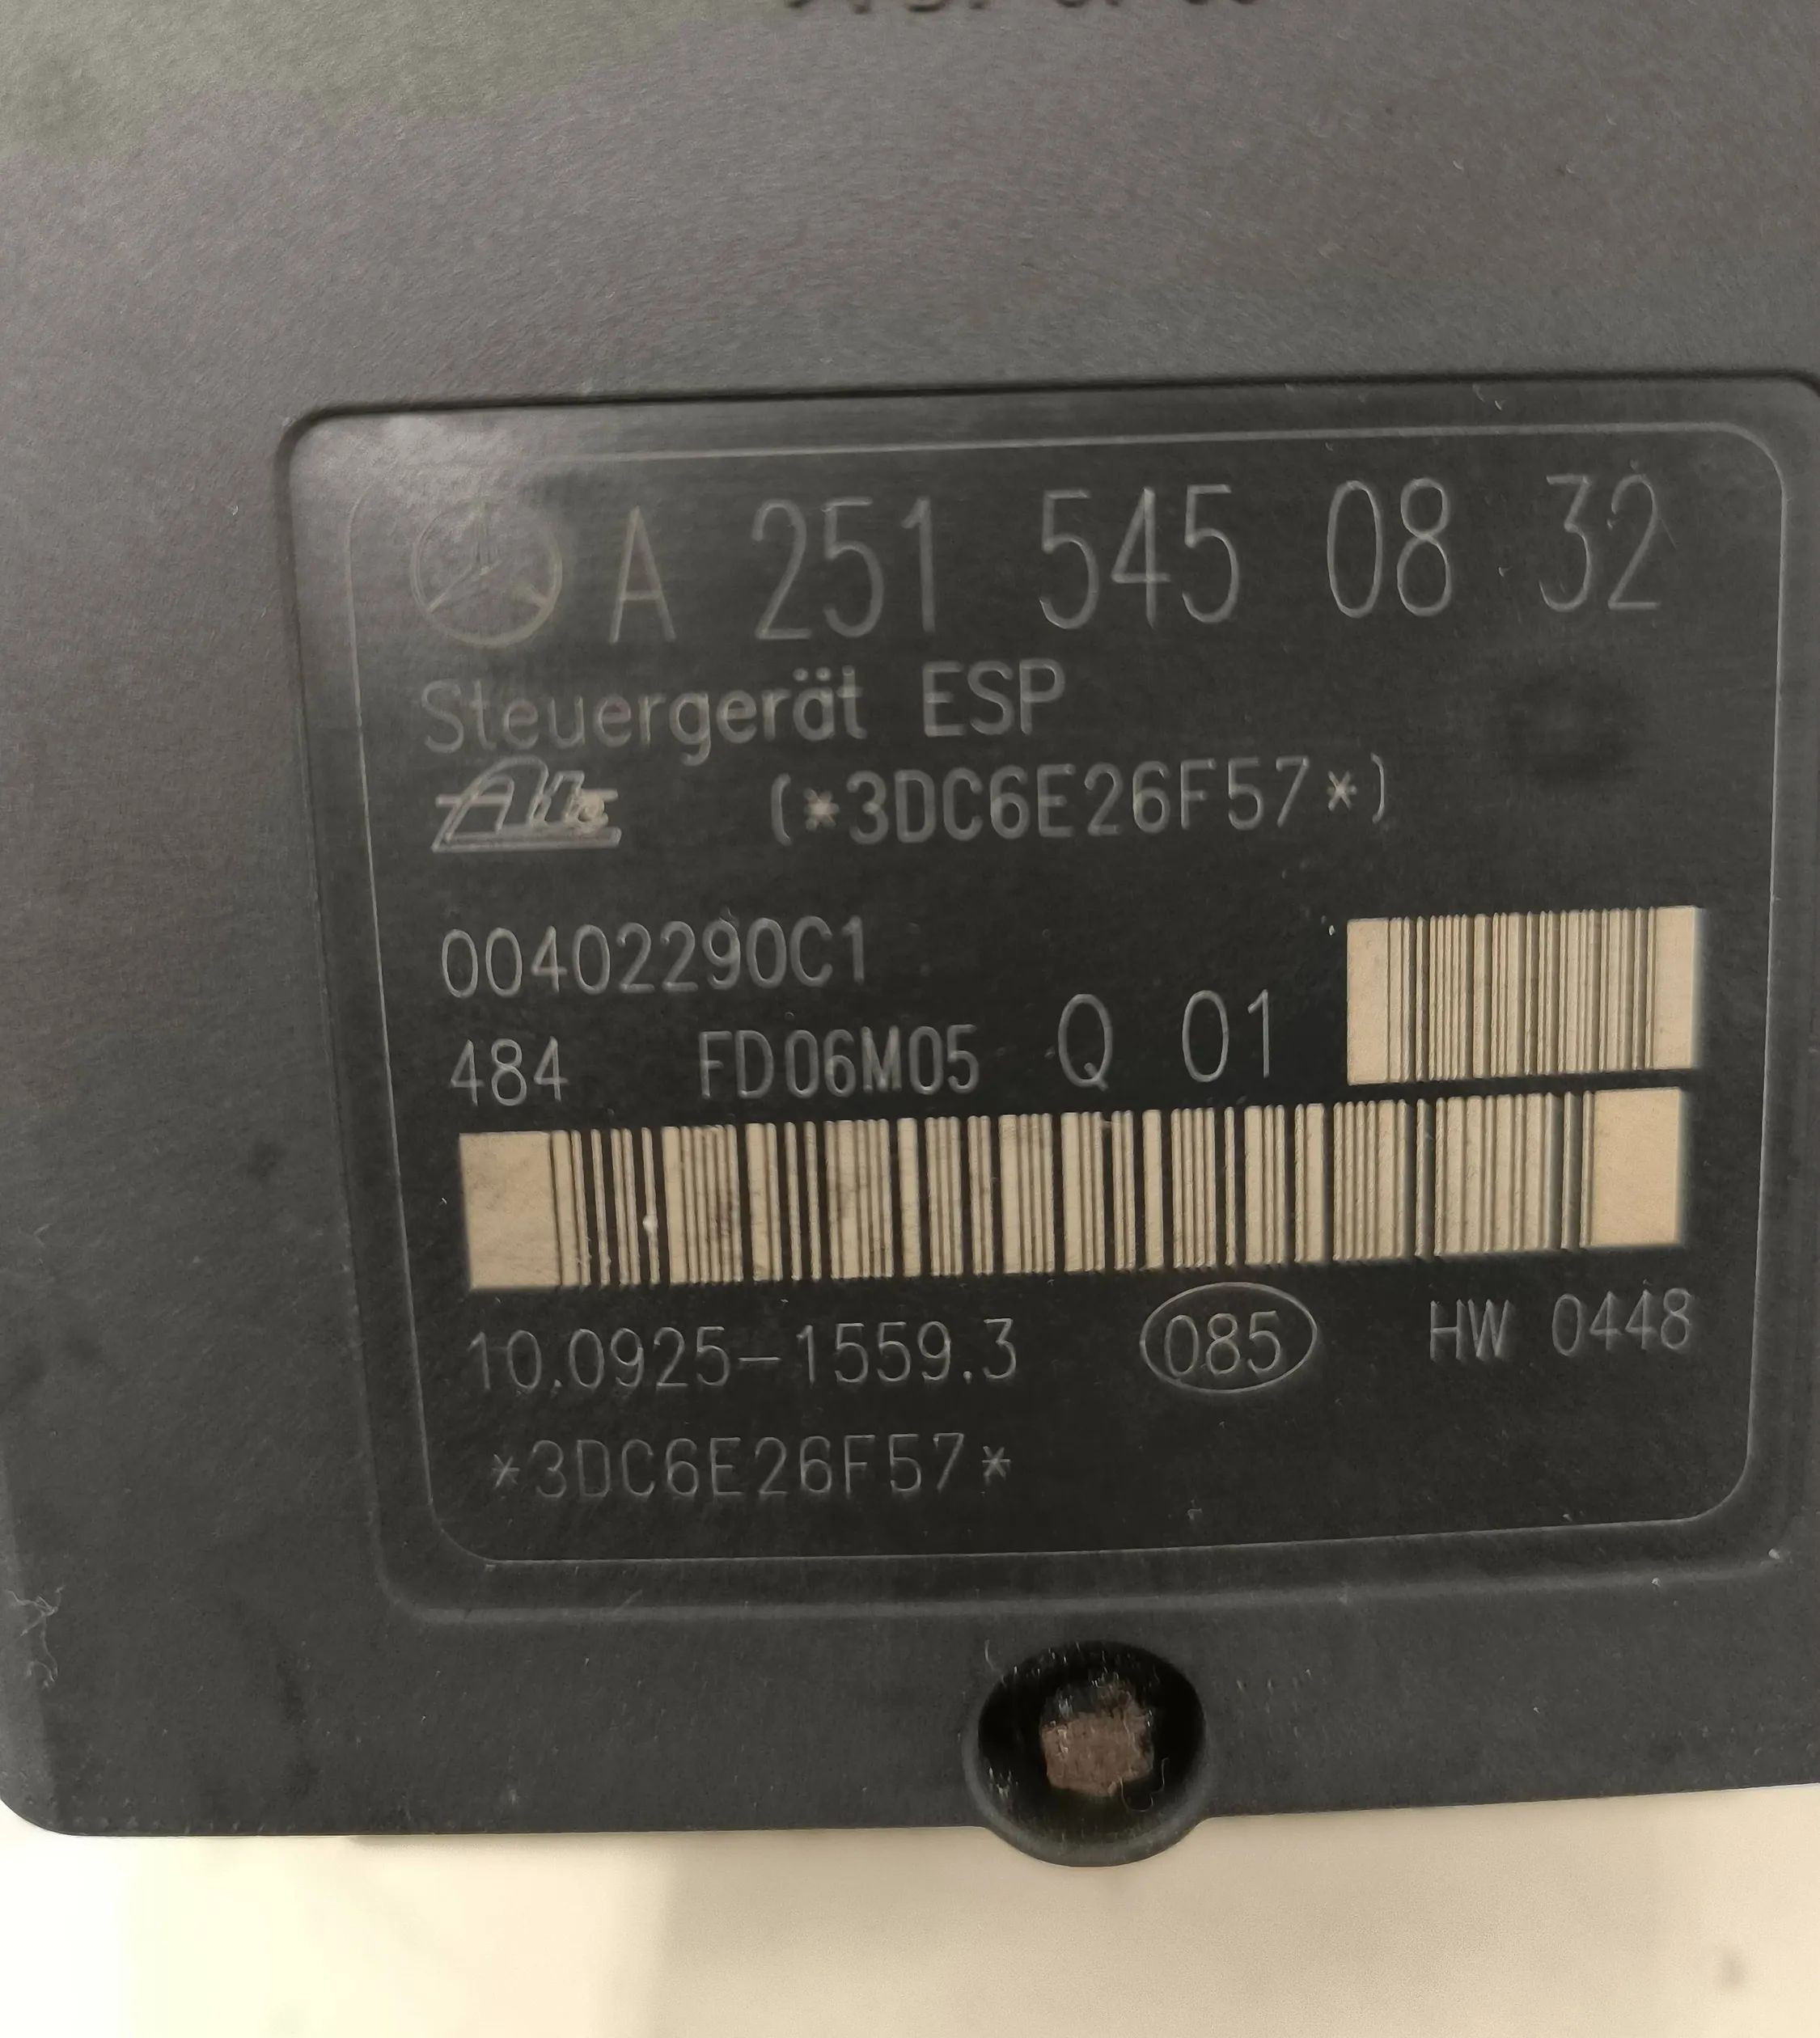 A 251 545 08 32
Steuergerät ESP
Ate (*3DC6E26F57*)
00402290C1
484 FD06M05 Q 01
10.0925-1559.3 085 HW 0448
*3DC6E26F57*